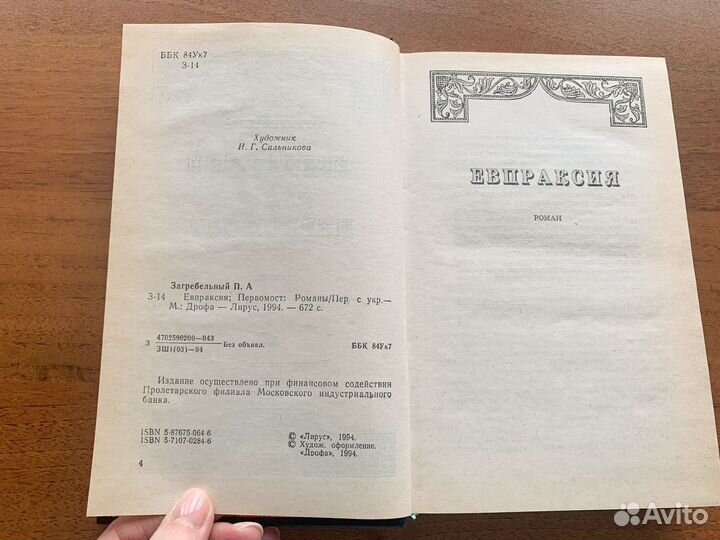 ББК 84Ук7
З-14
Художник
И. Г. Сальникова
Загребельный П. А
З-14 Евпраксия; Первомост: Романы/Пер. с укр.—
М.: Дрофа — Лирус, 1994. — 672 с.
З 4702590200—043
ЗШ1(03)—94 Без объявл. ББК 84Ук7
Издание осуществлено при финансовом содействии
Пролетарского филиала Московского индустриального
банка.
ISBN 5-87675-064-6
ISBN 5-7107-0284-6
© «Лирус», 1994.
© Худож. оформление.
«Дрофа», 1994.
4
ЕВПРАКСИЯ
РОМАН
Avito